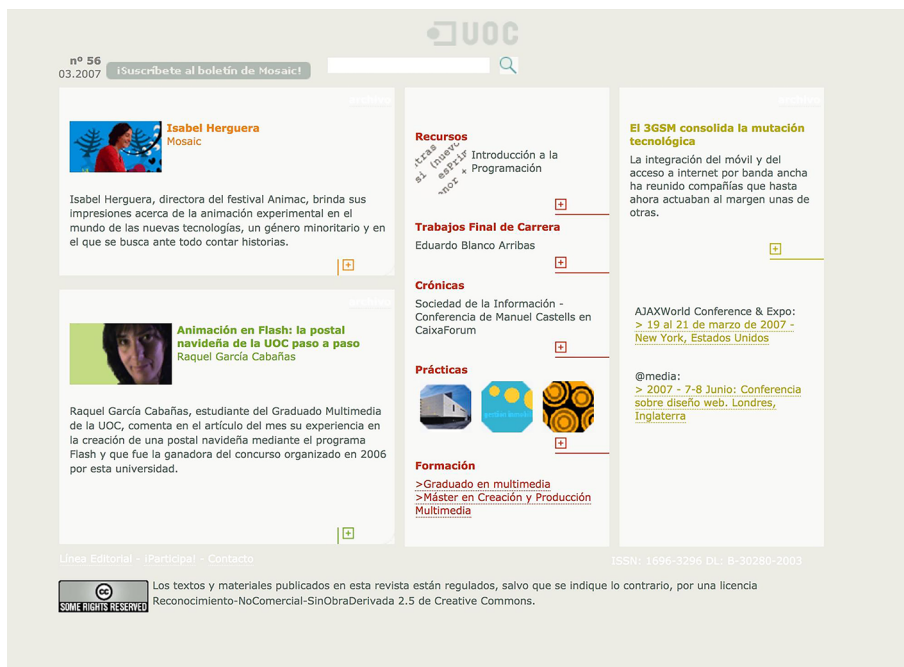 UOC
nº 56
03.2007
¡Suscríbete al boletín de Mosaic!
archivo
Isabel Herguera
Mosaic
Isabel Herguera, directora del festival Animac, brinda sus
impresiones acerca de la animación experimental en el
mundo de las nuevas tecnologías, un género minoritario y en
el que se busca ante todo contar historias.
archivo
Animación en Flash: la postal
navideña de la UOC paso a paso
Raquel García Cabañas
Raquel García Cabañas, estudiante del Graduado Multimedia
de la UOC, comenta en el artículo del mes su experiencia en
la creación de una postal navideña mediante el programa
Flash y que fue la ganadora del concurso organizado en 2006
por esta universidad.
Recursos
Introducción a la
Programación
Trabajos Final de Carrera
Eduardo Blanco Arribas
Crónicas
Sociedad de la Información -
Conferencia de Manuel Castells en
CaixaForum
Prácticas
Formación
>Graduado en multimedia
>Máster en Creación y Producción
Multimedia
archivo
El 3GSM consolida la mutación
tecnológica
La integración del móvil y del
acceso a internet por banda ancha
ha reunido compañías que hasta
ahora actuaban al margen unas de
otras.
AJAXWorld Conference & Expo:
> 19 al 21 de marzo de 2007 -
New York, Estados Unidos
@media:
> 2007 - 7-8 Junio: Conferencia
sobre diseño web. Londres,
Inglaterra
Línea Editorial - ¡Participa! - Contacto
ISSN: 1696-3296 DL: B-30280-2003
SOME RIGHTS RESERVED
Los textos y materiales publicados en esta revista están regulados, salvo que se indique lo contrario, por una licencia
Reconocimiento-NoComercial-SinObraDerivada 2.5 de Creative Commons.